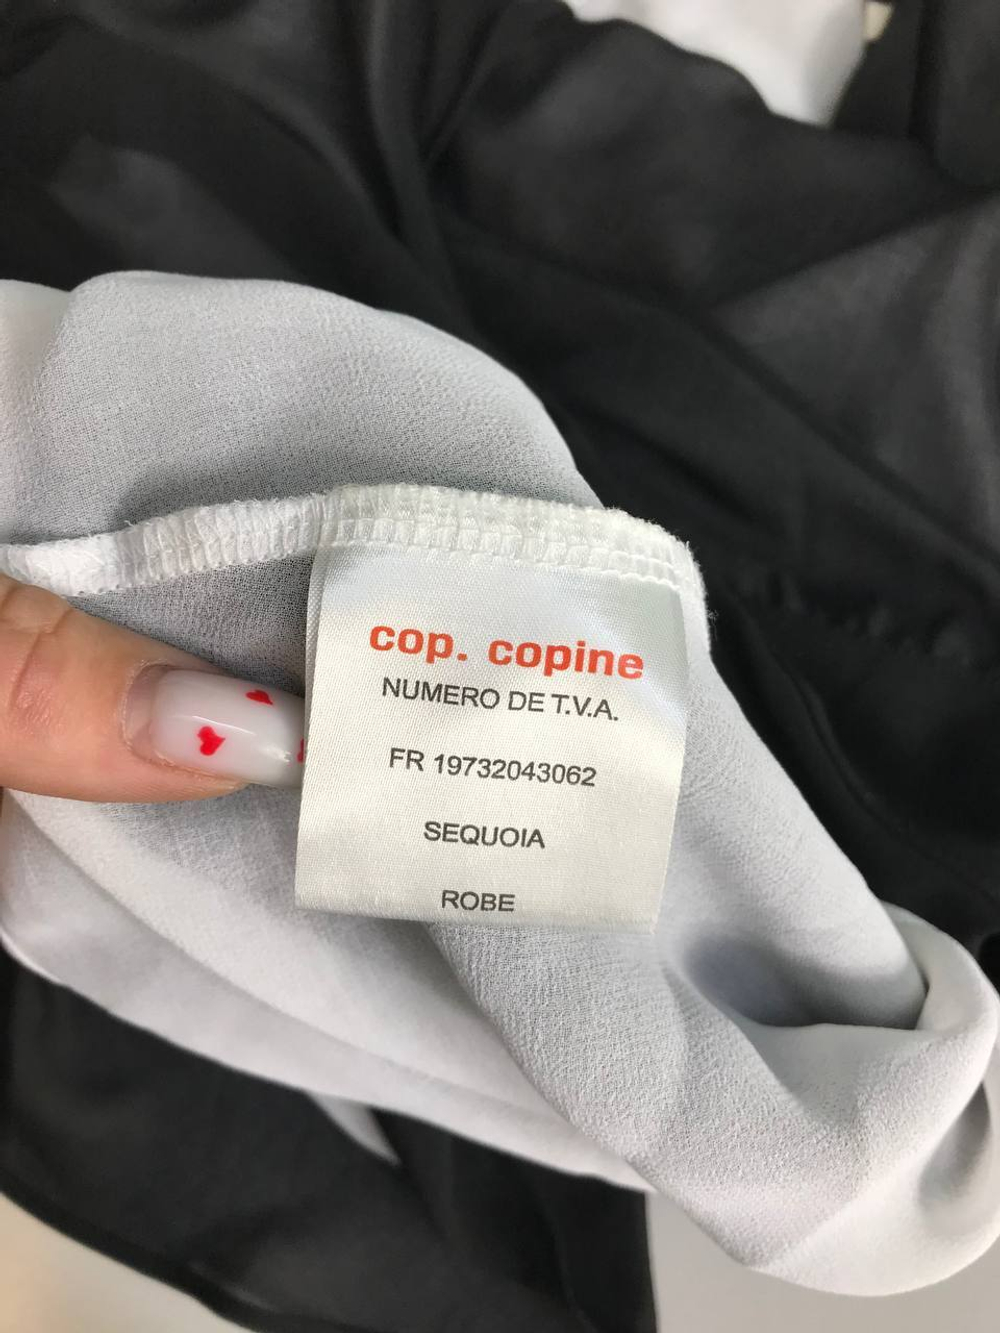 cop. copine
NUMERO DE T.V.A.
FR 19732043062
SEQUOIA
ROBE